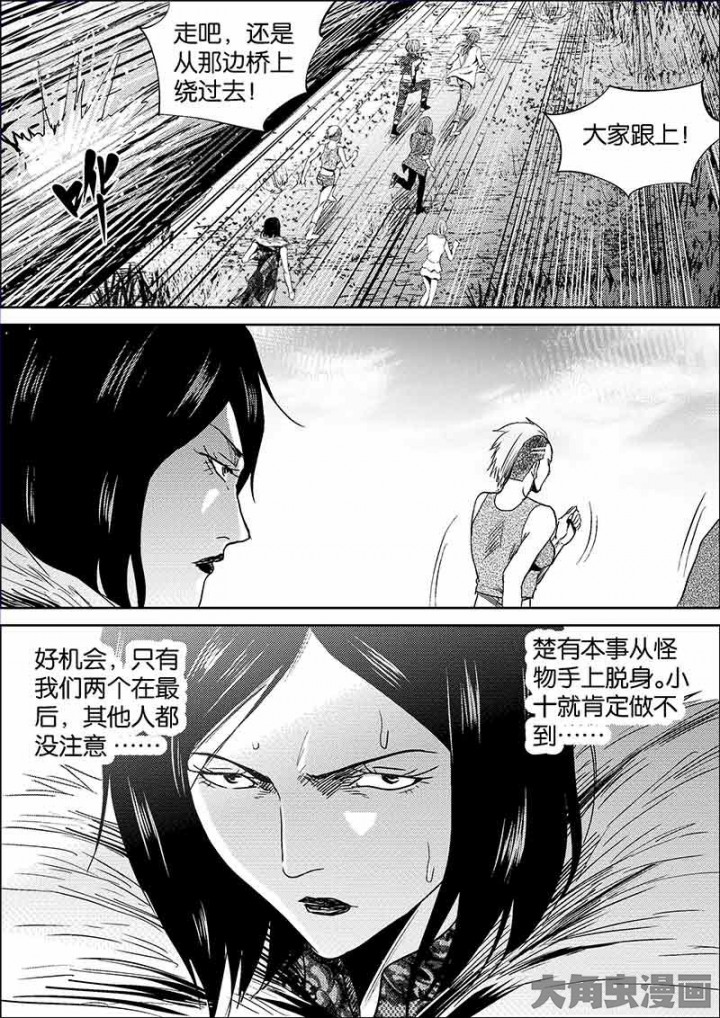 走吧，还是
从那边桥上
绕过去！
大家跟上！
好机会，只有
我们两个在最
后，其他人都
没注意……
楚有本事从怪
物手上脱身。小
十就肯定做不
到……
大角虫漫画